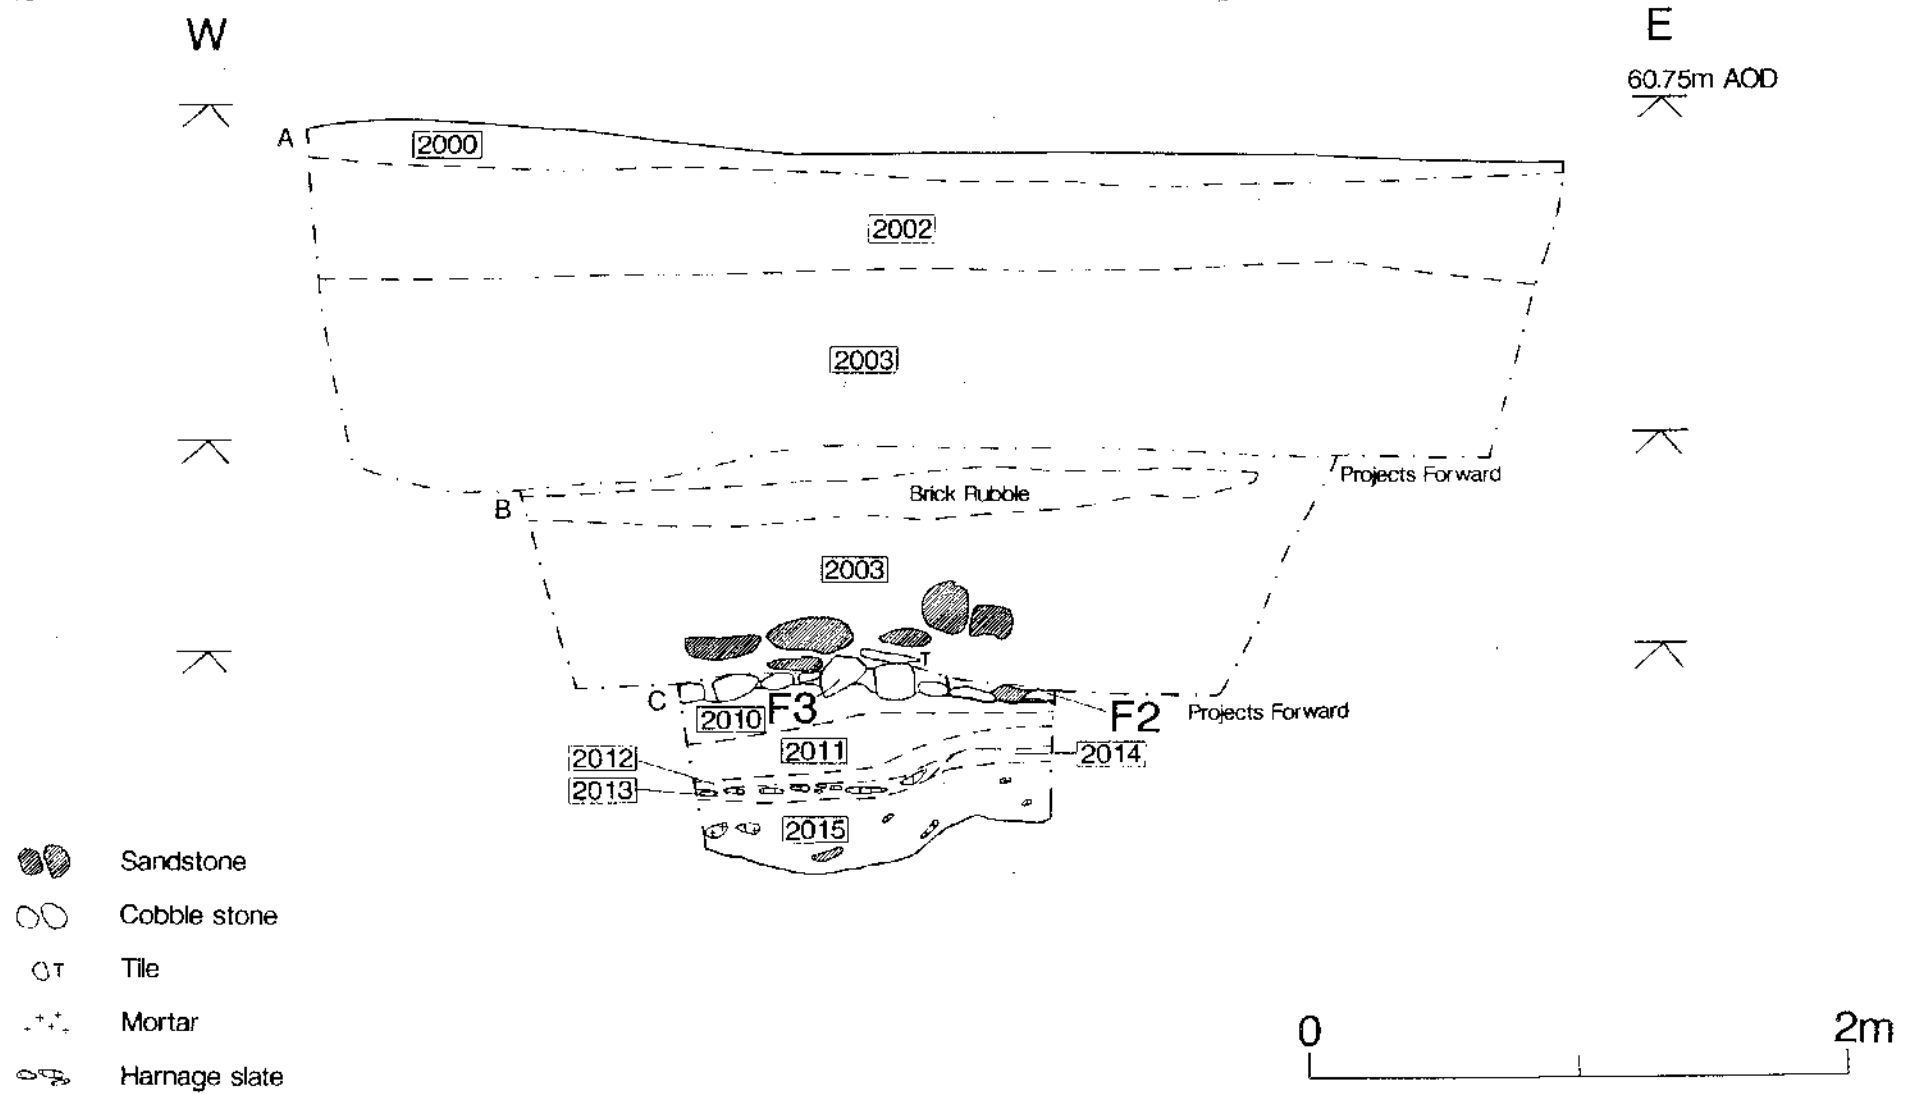 W
E
60.75m AOD
A
2000
2002
2003
Projects Forward
Brick Rubble
B
2003
T
C
2010
F3
F2
Projects Forward
2011
2012
2014
2013
2015
Sandstone
Cobble stone
T
Tile
Mortar
Harnage slate
0
2m